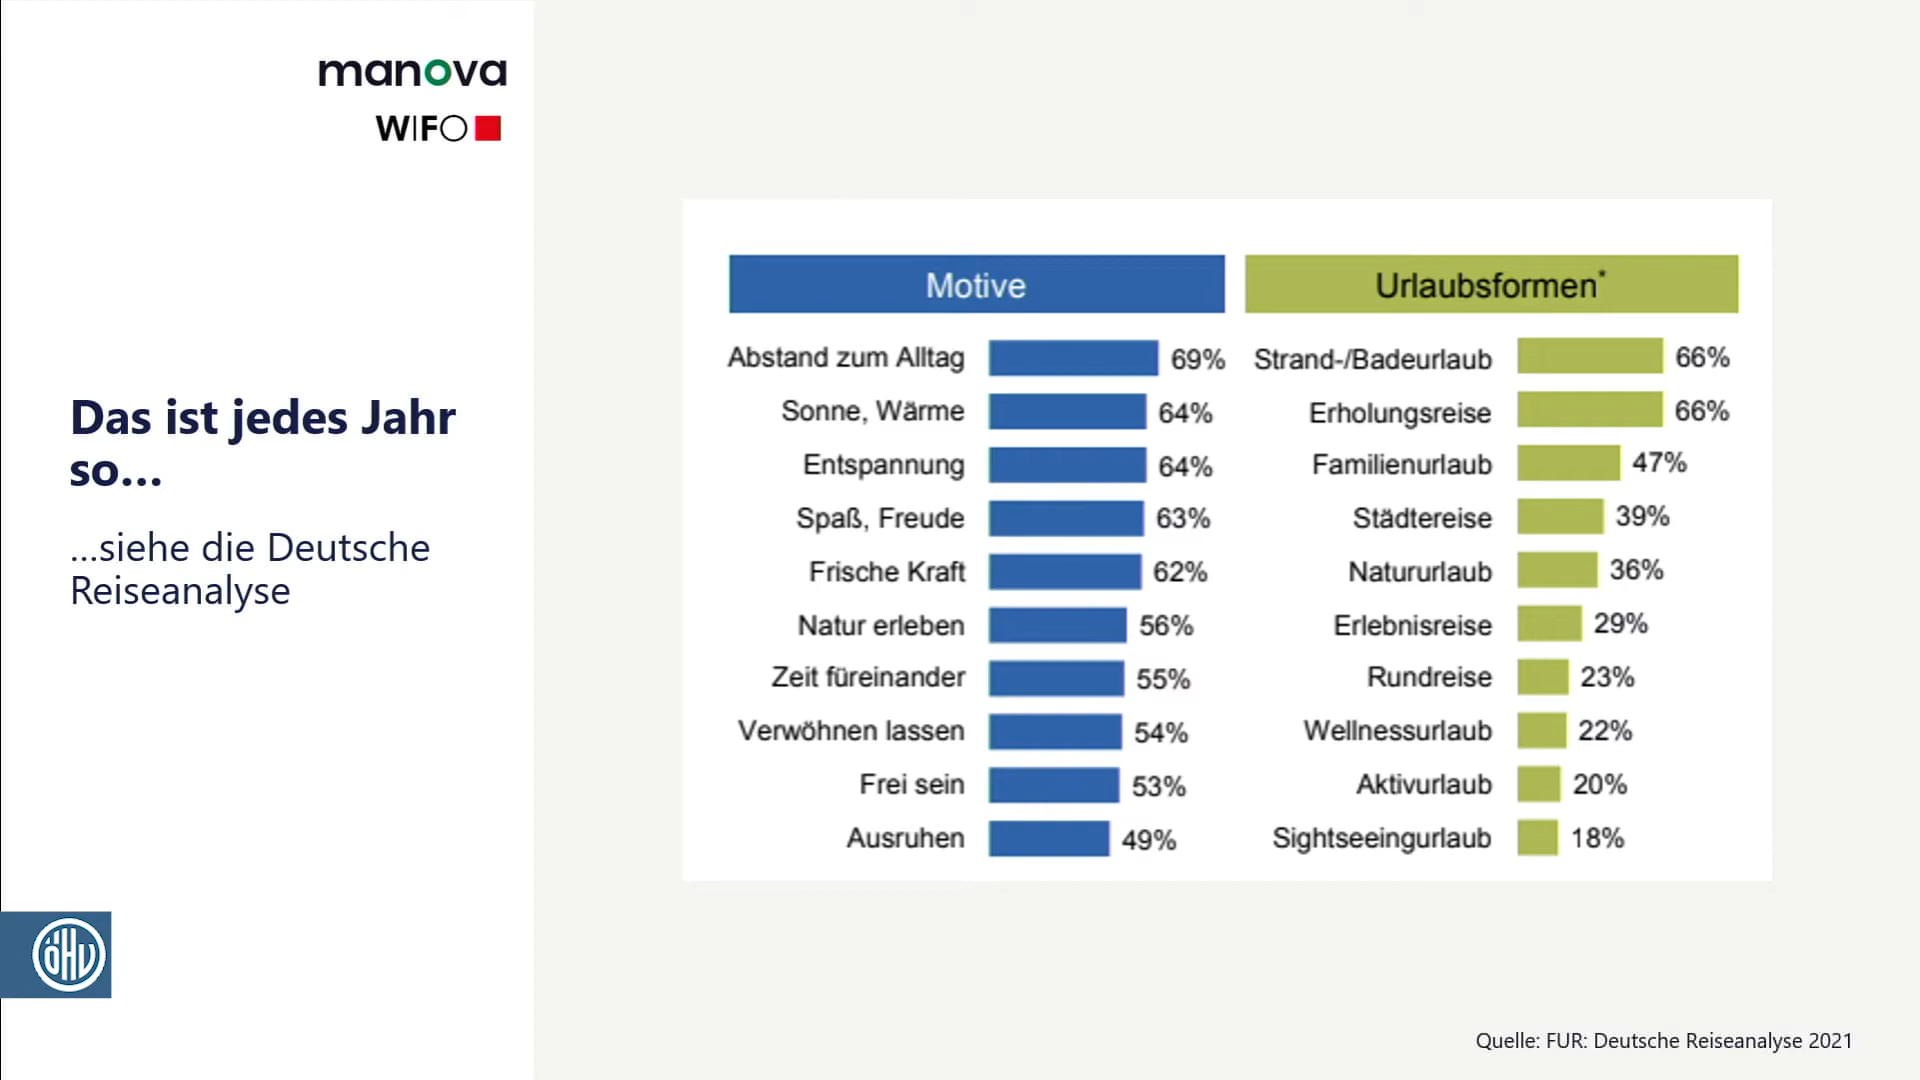 manova
WIFO
Das ist jedes Jahr
so...
...siehe die Deutsche
Reiseanalyse
ÖHV
Motive
Abstand zum Alltag 69%
Sonne, Wärme 64%
Entspannung 64%
Spaß, Freude 63%
Frische Kraft 62%
Natur erleben 56%
Zeit füreinander 55%
Verwöhnen lassen 54%
Frei sein 53%
Ausruhen 49%
Urlaubsformen*
Strand-/Badeurlaub 66%
Erholungsreise 66%
Familienurlaub 47%
Städtereise 39%
Natururlaub 36%
Erlebnisreise 29%
Rundreise 23%
Wellnessurlaub 22%
Aktivurlaub 20%
Sightseeingurlaub 18%
Quelle: FUR: Deutsche Reiseanalyse 2021